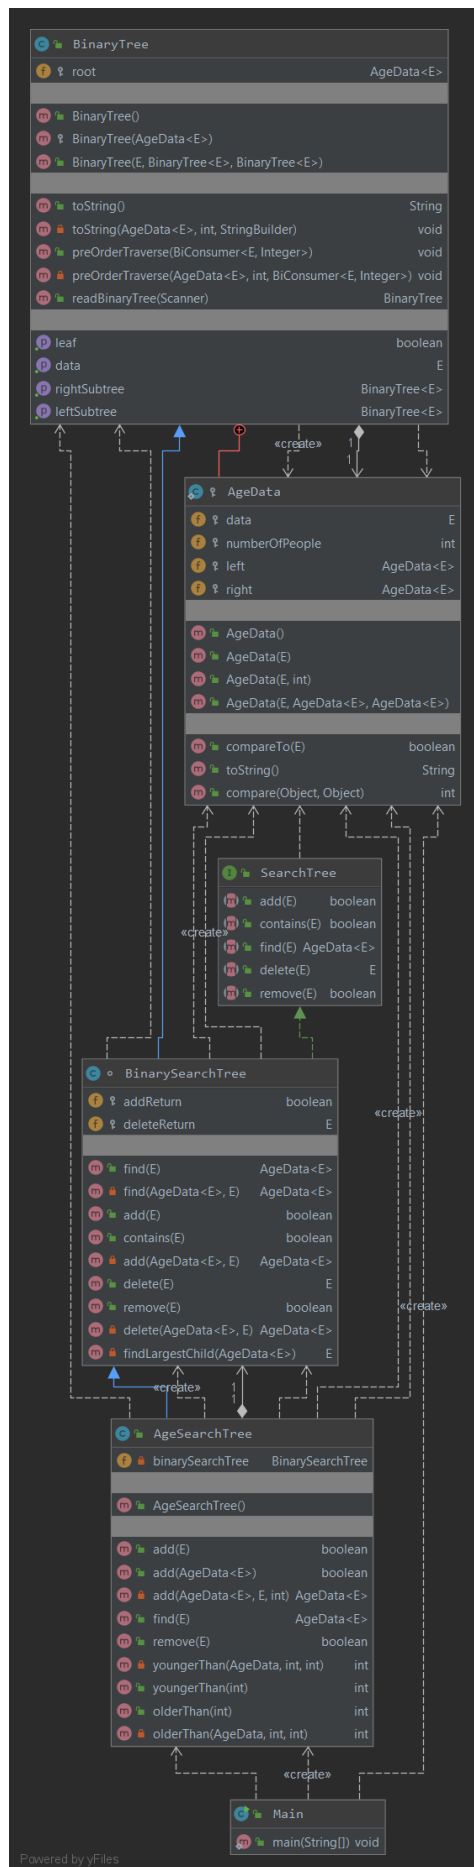 BinaryTree
root AgeData<E>
BinaryTree()
BinaryTree(AgeData<E>)
BinaryTree(E, BinaryTree<E>, BinaryTree<E>)
toString() String
toString(AgeData<E>, int, StringBuilder) void
preOrderTraverse(BiConsumer<E, Integer>) void
preOrderTraverse(AgeData<E>, int, BiConsumer<E, Integer>) void
readBinaryTree(Scanner) BinaryTree
leaf boolean
data E
rightSubtree BinaryTree<E>
leftSubtree BinaryTree<E>
«create»
1
1
AgeData
data E
numberOfPeople int
left AgeData<E>
right AgeData<E>
AgeData()
AgeData(E)
AgeData(E, int)
AgeData(E, AgeData<E>, AgeData<E>)
compareTo(E) boolean
toString() String
compare(Object, Object) int
SearchTree
add(E) boolean
contains(E) boolean
find(E) AgeData<E>
delete(E) E
remove(E) boolean
«create»
BinarySearchTree
addReturn boolean
deleteReturn E
find(E) AgeData<E>
find(AgeData<E>, E) AgeData<E>
add(E) boolean
contains(E) boolean
add(AgeData<E>, E) AgeData<E>
delete(E) E
remove(E) boolean
delete(AgeData<E>, E) AgeData<E>
findLargestChild(AgeData<E>) E
«create»
«create»
«create»
1
1
AgeSearchTree
binarySearchTree BinarySearchTree
AgeSearchTree()
add(E) boolean
add(AgeData<E>) boolean
add(AgeData<E>, E, int) AgeData<E>
find(E) AgeData<E>
remove(E) boolean
youngerThan(AgeData, int, int) int
youngerThan(int) int
olderThan(int) int
olderThan(AgeData, int, int) int
«create»
Main
main(String[]) void
Powered by yFiles